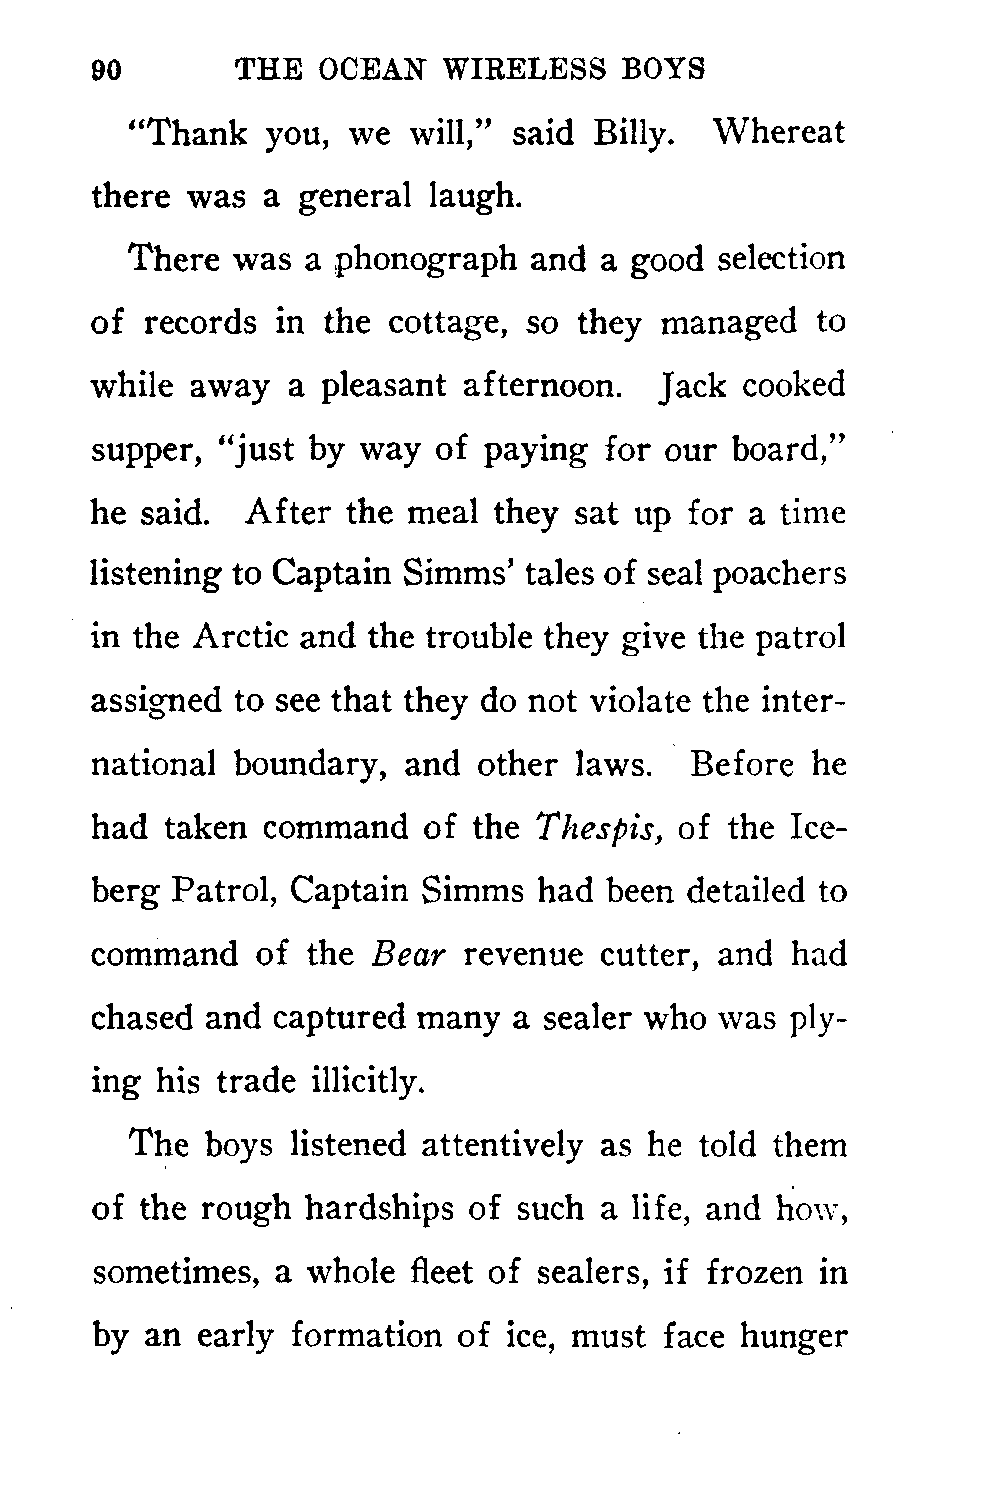 90 THE OCEAN WIRELESS BOYS
“Thank you, we will,” said Billy. Whereat
there was a general laugh.
There was a phonograph and a good selection
of records in the cottage, so they managed to
while away a pleasant afternoon. Jack cooked
supper, “just by way of paying for our board,”
he said. After the meal they sat up for a time
listening to Captain Simms’ tales of seal poachers
in the Arctic and the trouble they give the patrol
assigned to see that they do not violate the inter-
national boundary, and other laws. Before he
had taken command of the Thespis, of the Ice-
berg Patrol, Captain Simms had been detailed to
command of the Bear revenue cutter, and had
chased and captured many a sealer who was ply-
ing his trade illicitly.
The boys listened attentively as he told them
of the rough hardships of such a life, and how,
sometimes, a whole fleet of sealers, if frozen in
by an early formation of ice, must face hunger